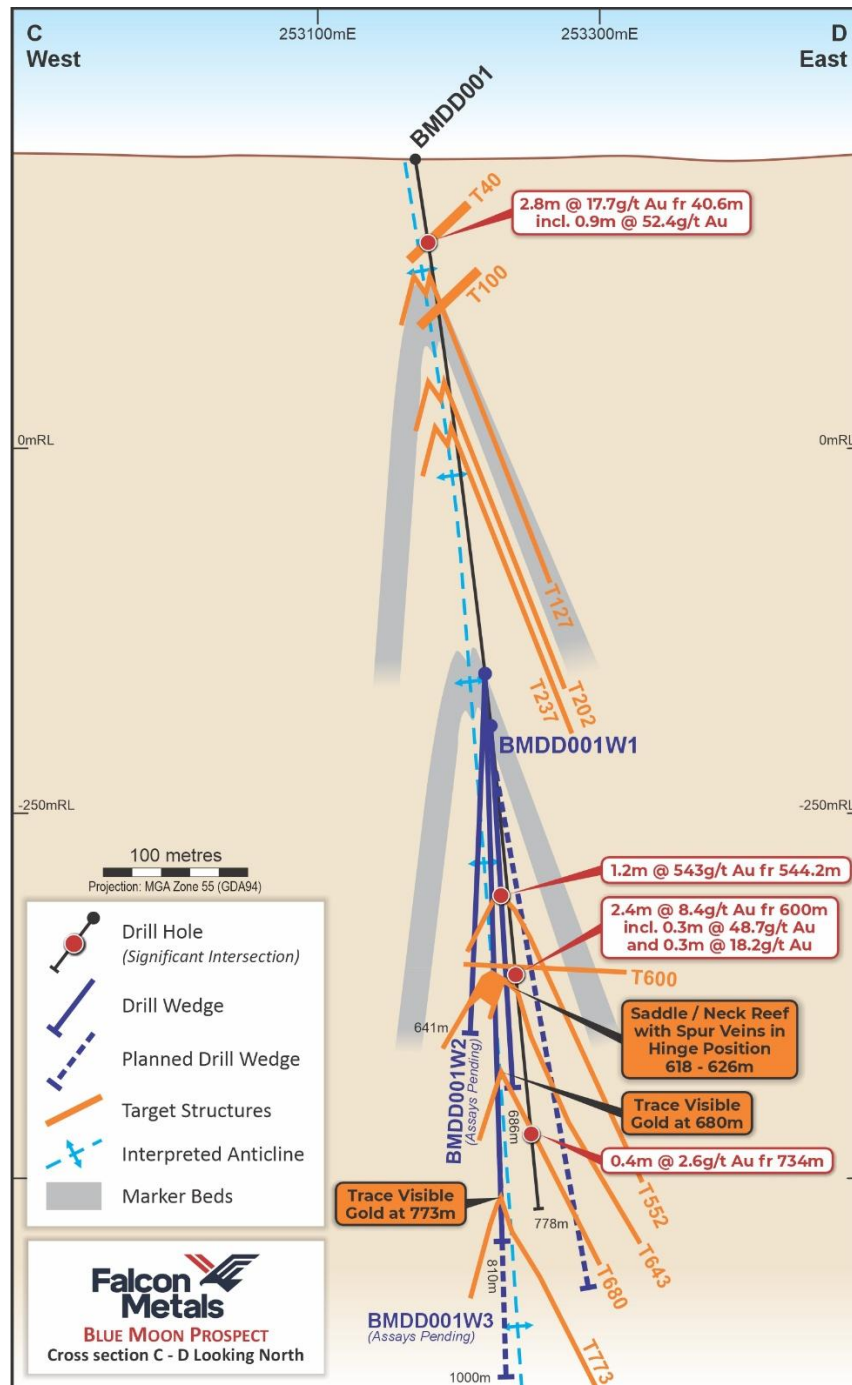 C
West
253100mE
253300mE
D
East
BMDD001
T40
2.8m @ 17.7g/t Au fr 40.6m
incl. 0.9m @ 52.4g/t Au
T100
0mRL
0mRL
T127
T202
T237
BMDD001W1
-250mRL
-250mRL
100 metres
Projection: MGA Zone 55 (GDA94)
1.2m @ 543g/t Au fr 544.2m
2.4m @ 8.4g/t Au fr 600m
incl. 0.3m @ 48.7g/t Au
and 0.3m @ 18.2g/t Au
T600
Saddle / Neck Reef
with Spur Veins in
Hinge Position
618 - 626m
641m
BMDD001W2
(Assays Pending)
Trace Visible
Gold at 680m
686m
0.4m @ 2.6g/t Au fr 734m
Trace Visible
Gold at 773m
778m
T552
T643
T680
810m
BMDD001W3
(Assays Pending)
T773
1000m
Drill Hole
(Significant Intersection)
Drill Wedge
Planned Drill Wedge
Target Structures
Interpreted Anticline
Marker Beds
Falcon
Metals
BLUE MOON PROSPECT
Cross section C - D Looking North